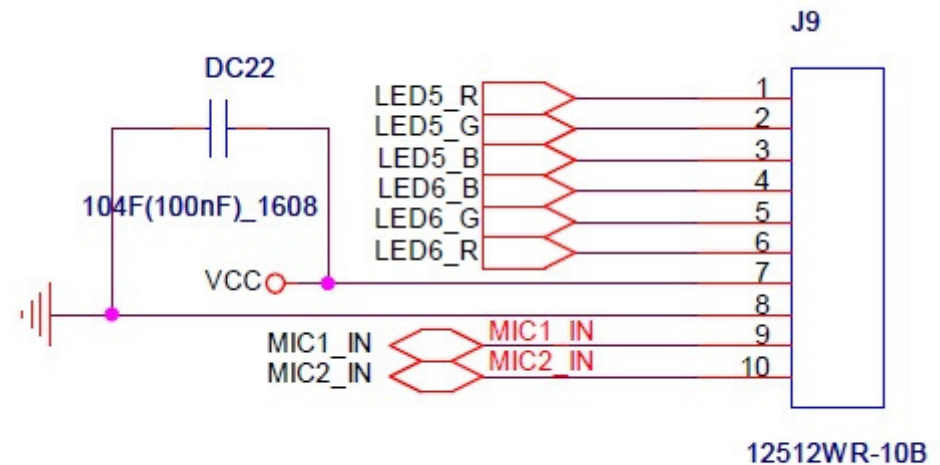 J9
DC22
104F(100nF)_1608
LED5_R 1
LED5_G 2
LED5_B 3
LED6_B 4
LED6_G 5
LED6_R 6
VCC 7
8
MIC1_IN MIC1_IN 9
MIC2_IN MIC2_IN 10
12512WR-10B